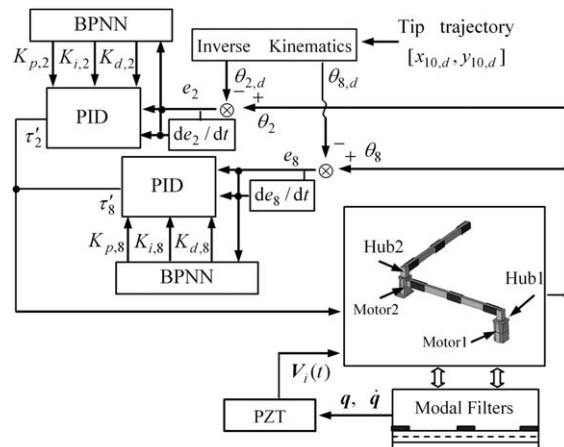 BPNN
K_{p,2} K_{i,2} K_{d,2}
Inverse Kinematics
Tip trajectory
[x_{10,d}, y_{10,d}]
θ_{2,d}
θ_{8,d}
PID
e_2
− +
θ_2
de_2 / dt
τ′_2
PID
e_8
− +
θ_8
de_8 / dt
τ′_8
K_{p,8} K_{i,8} K_{d,8}
BPNN
Hub2
Hub1
Motor2
Motor1
V_i(t)
PZT
q, q̇
Modal Filters